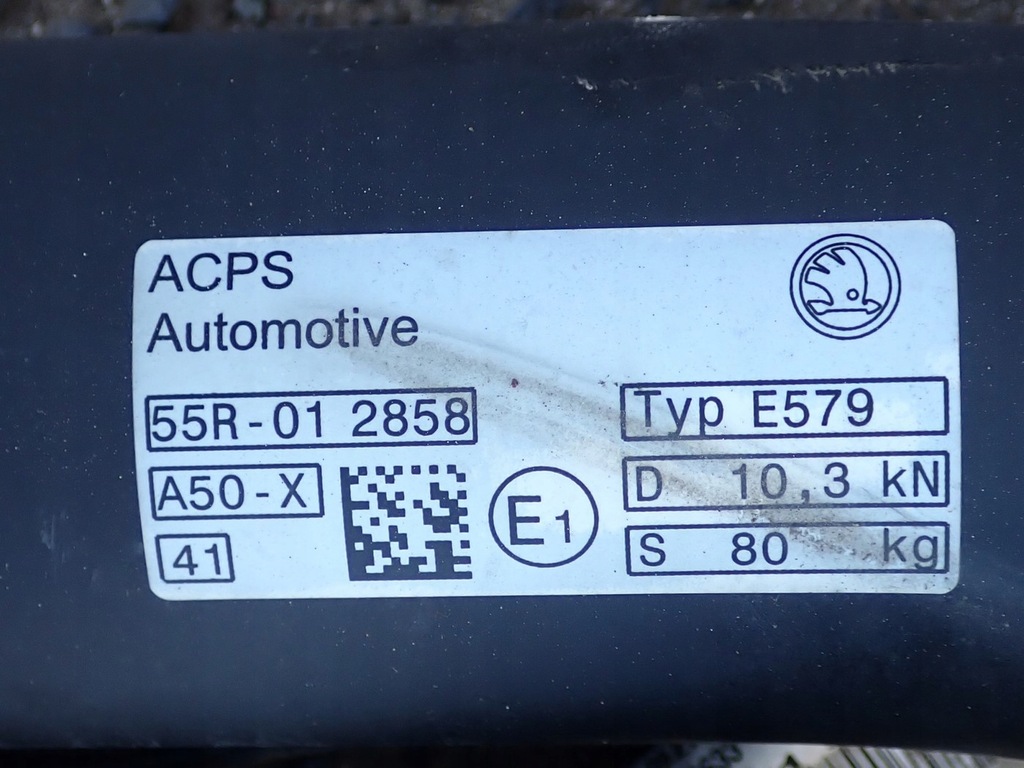 ACPS
Automotive
55R-01 2858
A50-X
41
E1
Typ E579
D 10,3 kN
S 80 kg